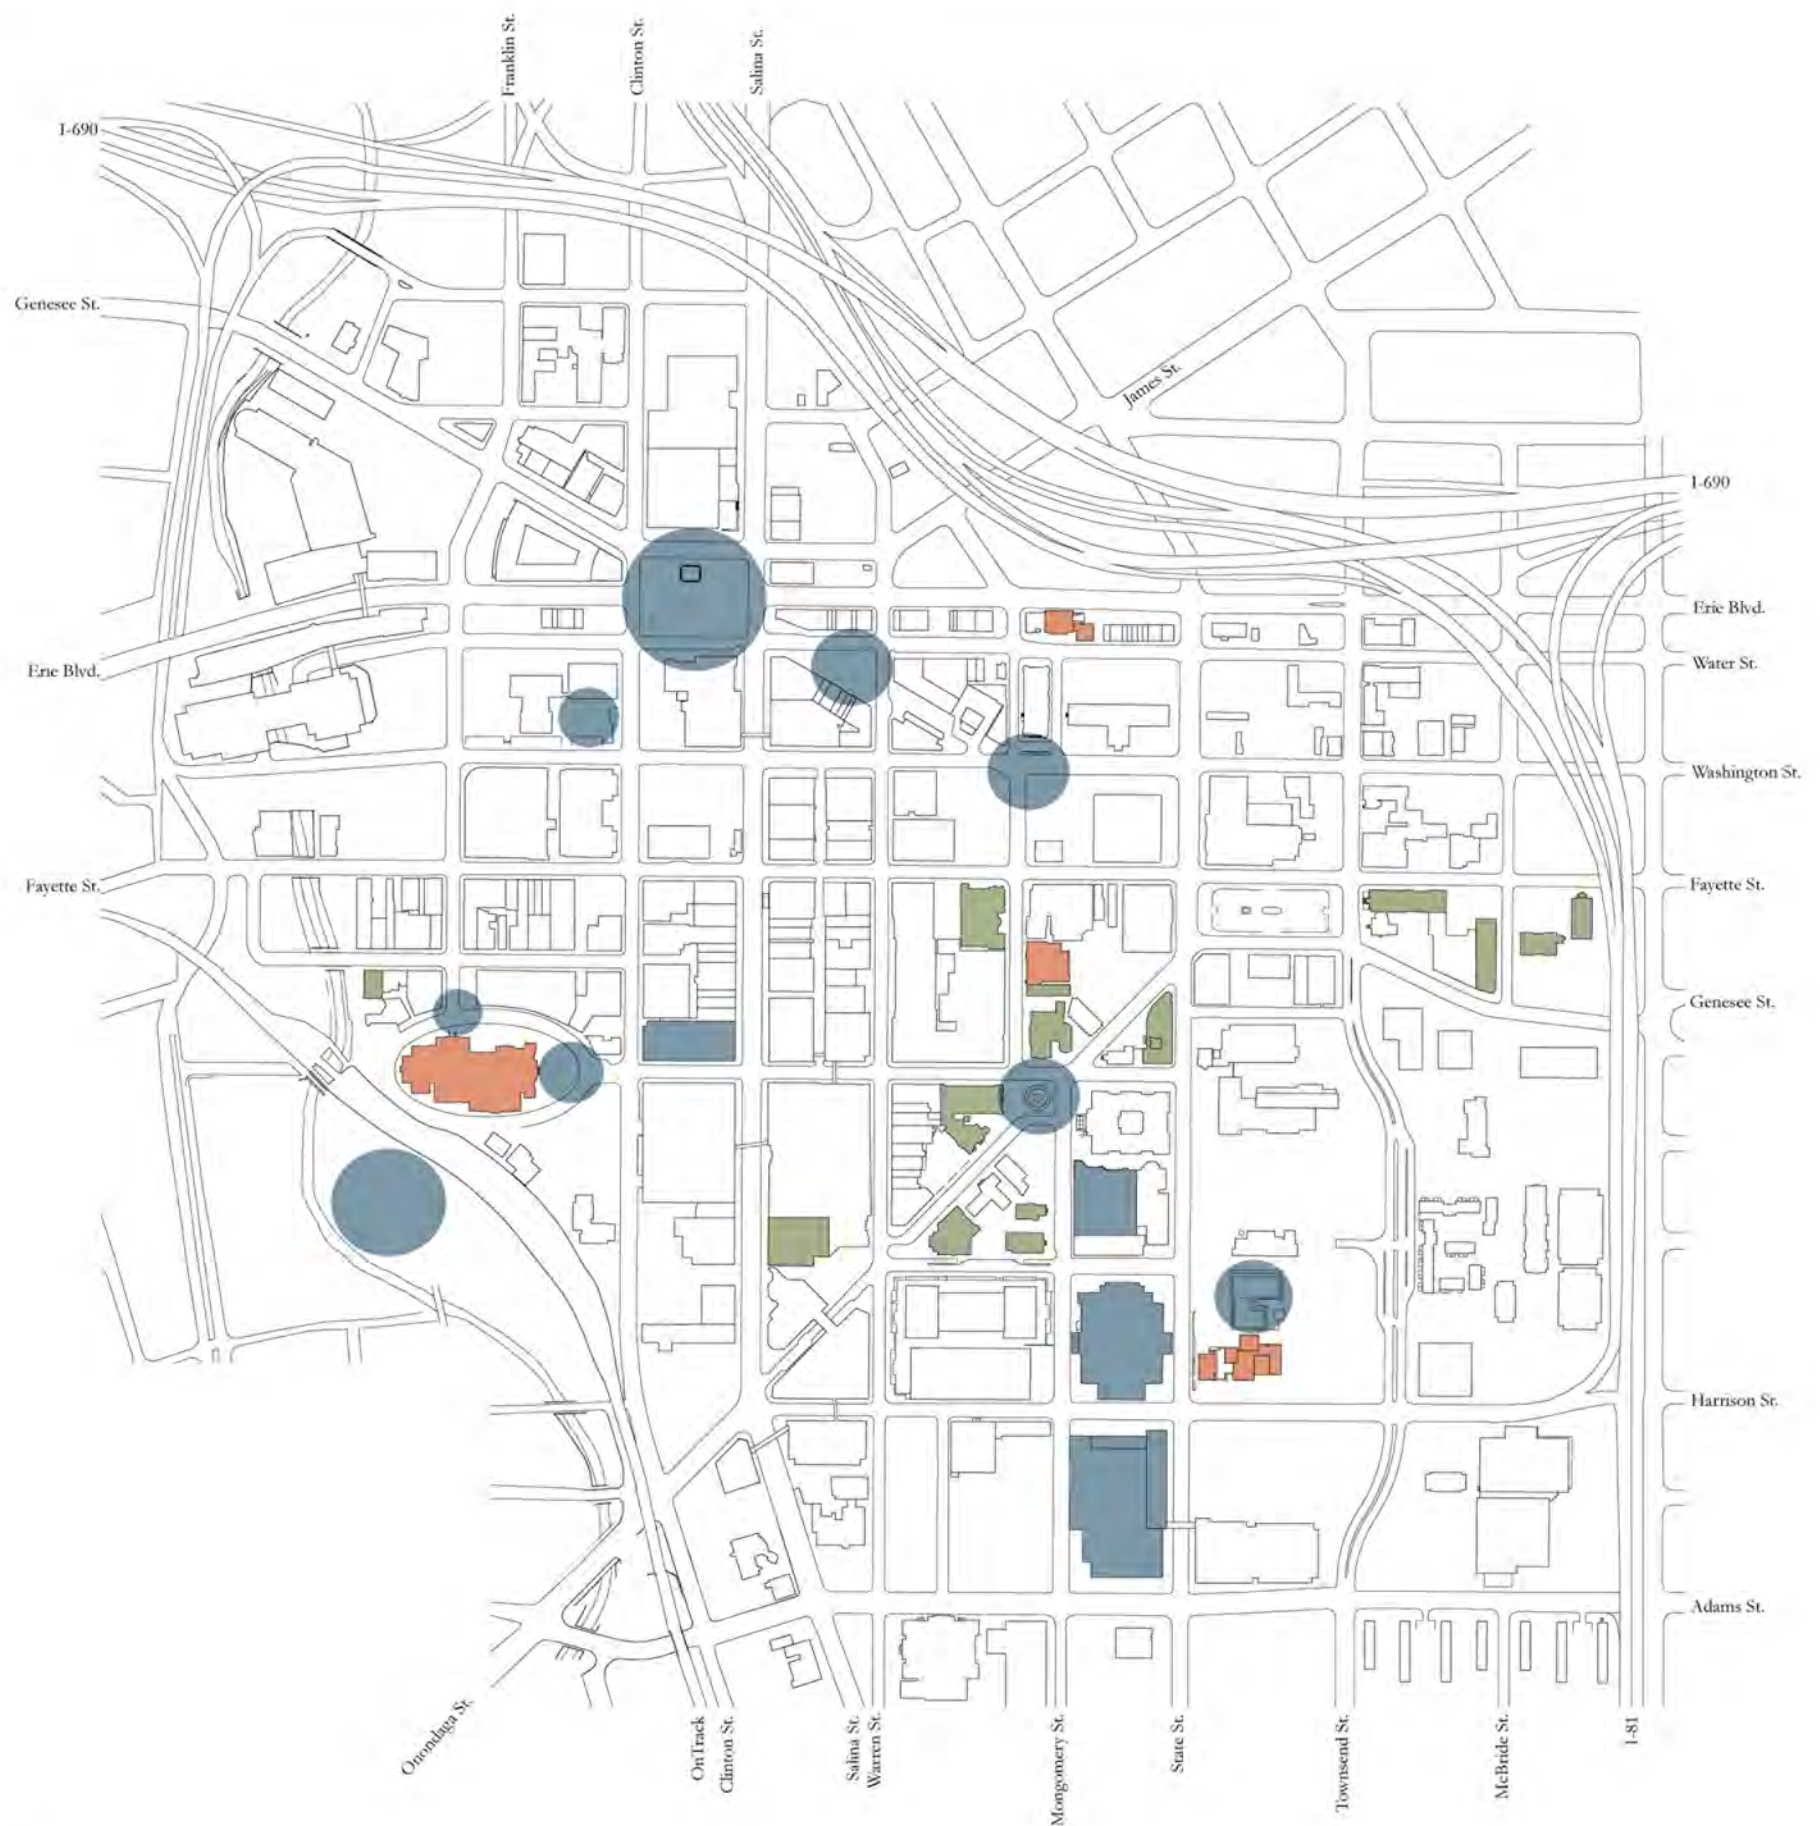 Franklin St.
Clinton St.
Salina St.
I-690
Genesee St.
James St.
I-690
Erie Blvd.
Erie Blvd.
Water St.
Washington St.
Fayette St.
Fayette St.
Genesee St.
Harrison St.
Adams St.
Onondaga St.
OnTrack
Clinton St.
Salina St.
Warren St.
Montgomery St.
State St.
Townsend St.
McBride St.
I-81